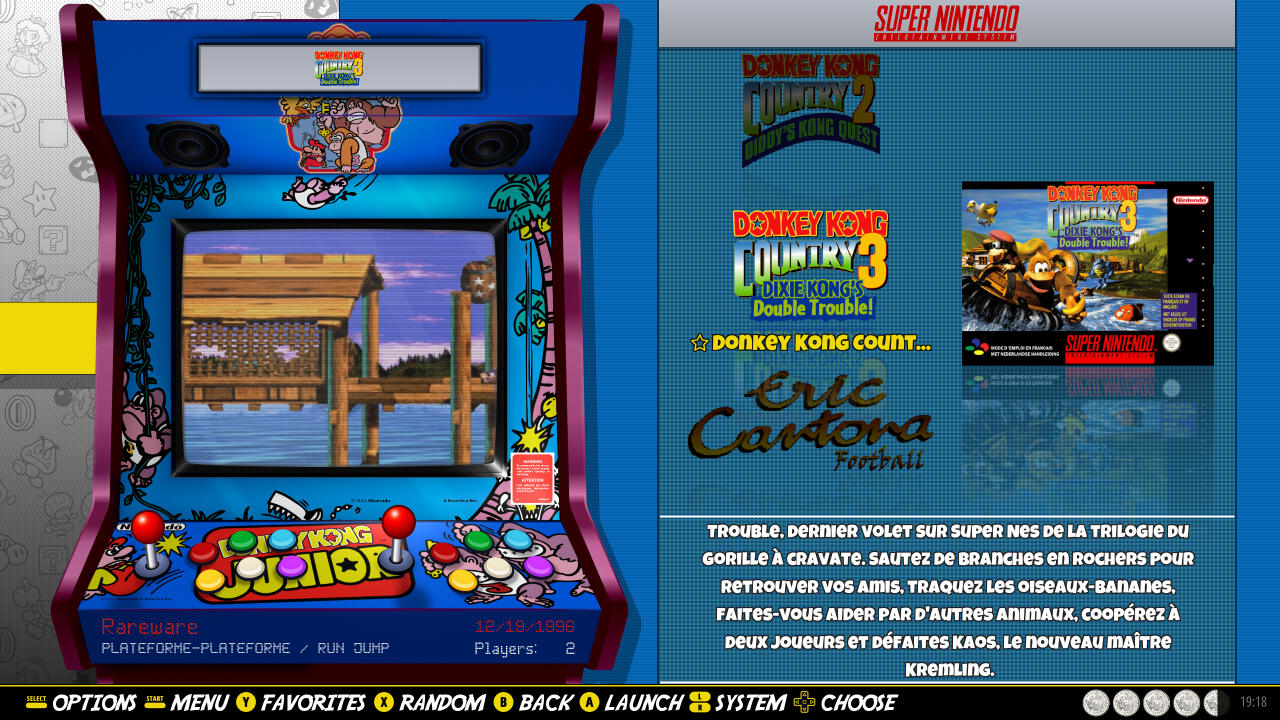 SUPER NINTENDO
ENTERTAINMENT SYSTEM
DONKEY KONG
COUNTRY 3
Double Trouble!
DONKEY KONG
COUNTRY 2
DIDDY'S KONG QUEST
DONKEY KONG
COUNTRY 3
DIXIE KONG'S
Double Trouble!
DONKEY KONG COUNT...
Eric
Cantona
Football
DONKEY KONG
COUNTRY 3
DIXIE KONG'S
Double Trouble!
Nintendo
MODE D'EMPLOI EN FRANCAIS
MET NEDERLANDSE HANDLEIDING
SUPER NINTENDO
ENTERTAINMENT SYSTEM
WARNING
ATTENTION
Nintendo
DONKEY KONG
JUNIOR
Rareware
12/19/1996
PLATEFORME-PLATEFORME / RUN JUMP
Players: 2
TROUBLE, DERNIER VOLET SUR SUPER NES DE LA TRILOGIE DU
GORILLE À CRAVATE. SAUTEZ DE BRANCHES EN ROCHERS POUR
RETROUVER VOS AMIS, TRAQUEZ LES OISEAUX-BANANES,
FAITES-VOUS AIDER PAR D'AUTRES ANIMAUX, COOPÉREZ À
DEUX JOUEURS ET DÉFAITES KAOS, LE NOUVEAU MAÎTRE
KREMLING.
SELECT OPTIONS START MENU Y FAVORITES X RANDOM B BACK A LAUNCH L R SYSTEM CHOOSE
19:18